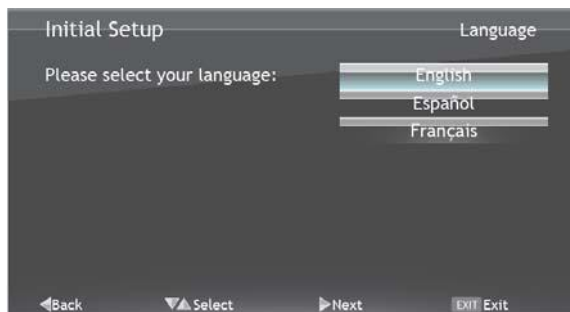 Initial Setup Language
Please select your language: English
Español
Français
Back Select Next EXIT Exit